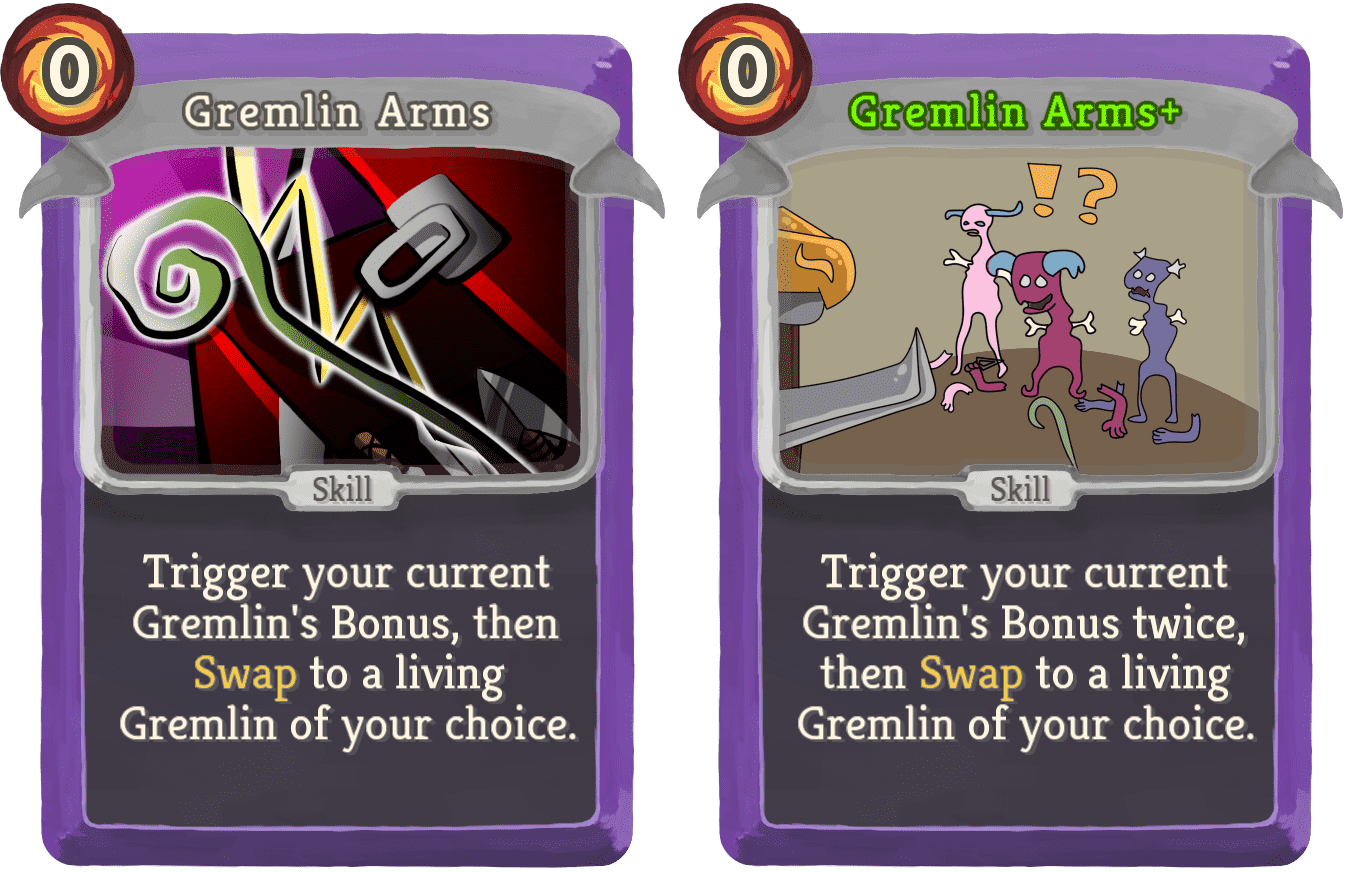 0
Gremlin Arms
Skill
Trigger your current
Gremlin's Bonus, then
Swap to a living
Gremlin of your choice.
0
Gremlin Arms+
!?
Skill
Trigger your current
Gremlin's Bonus twice,
then Swap to a living
Gremlin of your choice.